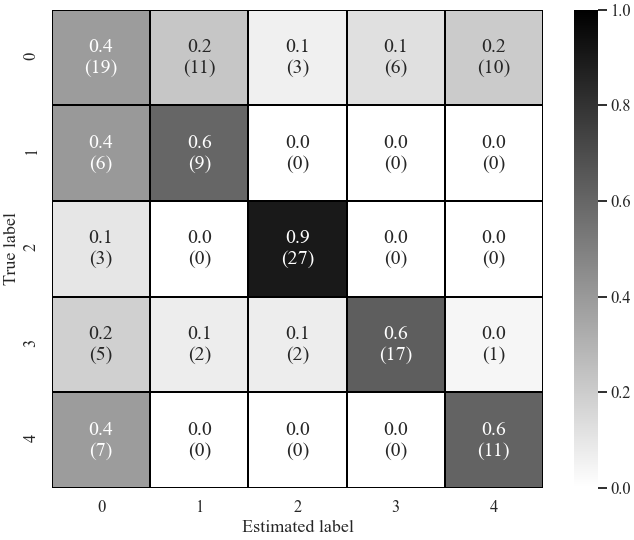 0.4 0.2 0.1 0.1 0.2 1.0
0 (19) (11) (3) (6) (10)
0.8
0.4 0.6 0.0 0.0 0.0
1 (6) (9) (0) (0) (0)
0.6
True label
0.1 0.0 0.9 0.0 0.0
2 (3) (0) (27) (0) (0)
0.4
0.2 0.1 0.1 0.6 0.0
3 (5) (2) (2) (17) (1)
0.2
0.4 0.0 0.0 0.0 0.6
4 (7) (0) (0) (0) (11)
0.0
0 1 2 3 4
Estimated label